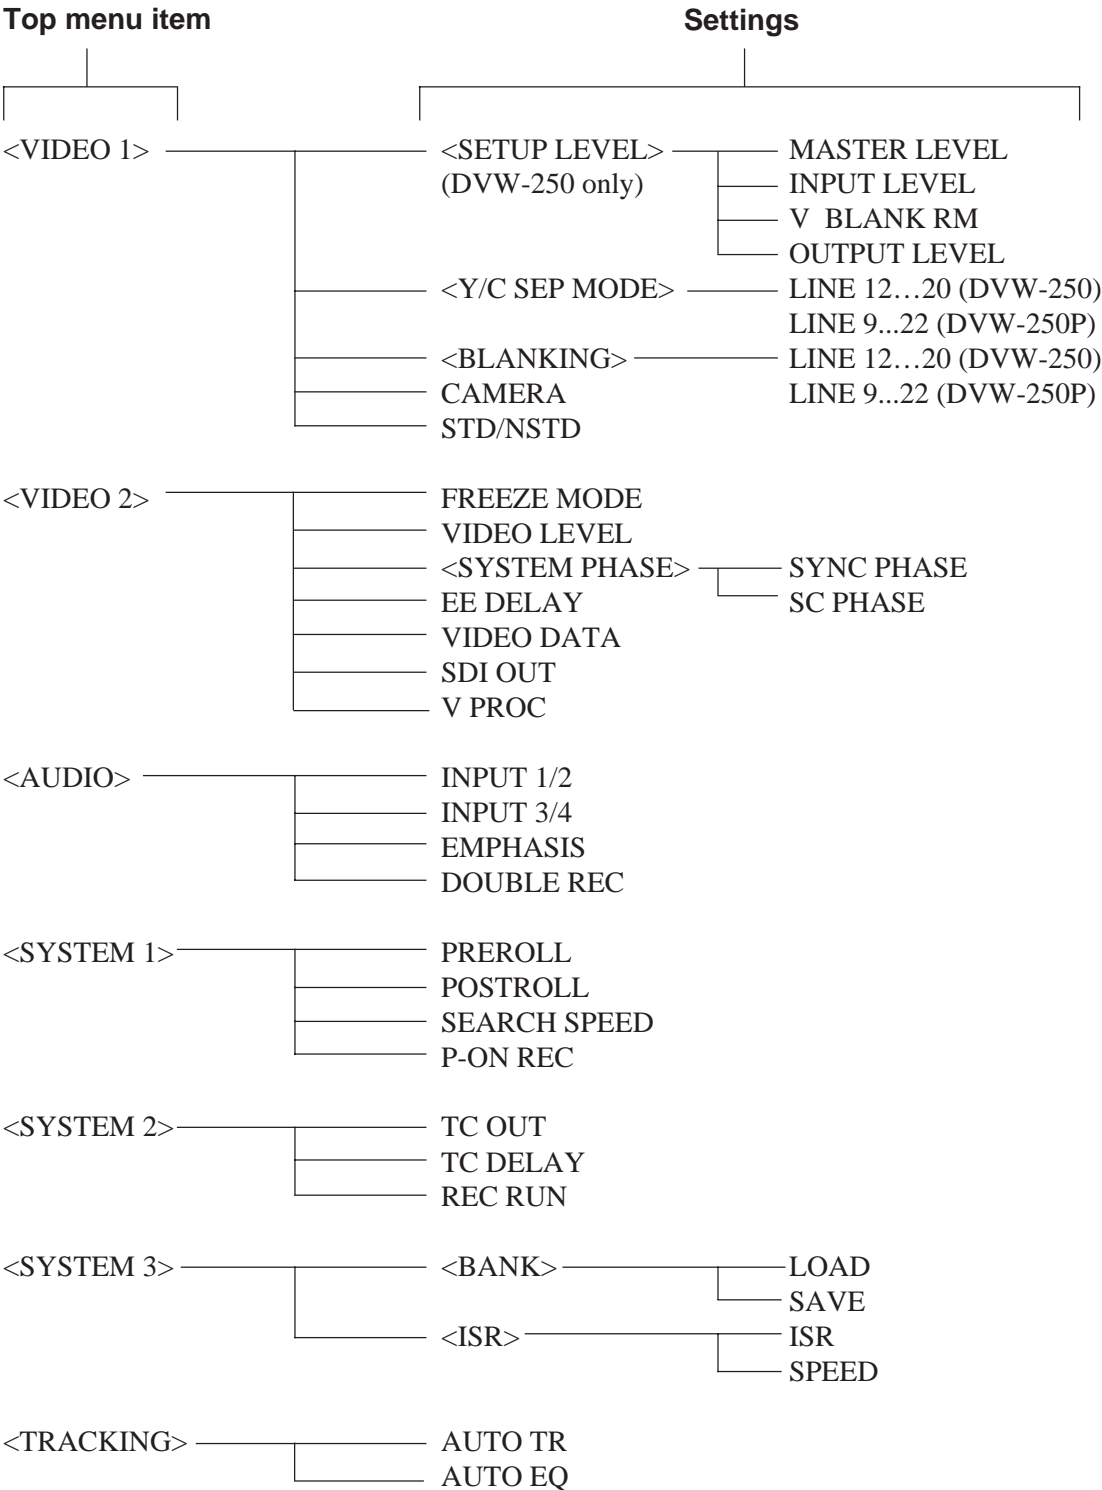 Top menu item Settings
<VIDEO 1> <SETUP LEVEL> MASTER LEVEL
(DVW-250 only) INPUT LEVEL
V BLANK RM
OUTPUT LEVEL
<Y/C SEP MODE> LINE 12…20 (DVW-250)
LINE 9...22 (DVW-250P)
<BLANKING> LINE 12…20 (DVW-250)
CAMERA LINE 9...22 (DVW-250P)
STD/NSTD
<VIDEO 2> FREEZE MODE
VIDEO LEVEL
<SYSTEM PHASE> SYNC PHASE
EE DELAY SC PHASE
VIDEO DATA
SDI OUT
V PROC
<AUDIO> INPUT 1/2
INPUT 3/4
EMPHASIS
DOUBLE REC
<SYSTEM 1> PREROLL
POSTROLL
SEARCH SPEED
P-ON REC
<SYSTEM 2> TC OUT
TC DELAY
REC RUN
<SYSTEM 3> <BANK> LOAD
SAVE
<ISR> ISR
SPEED
<TRACKING> AUTO TR
AUTO EQ